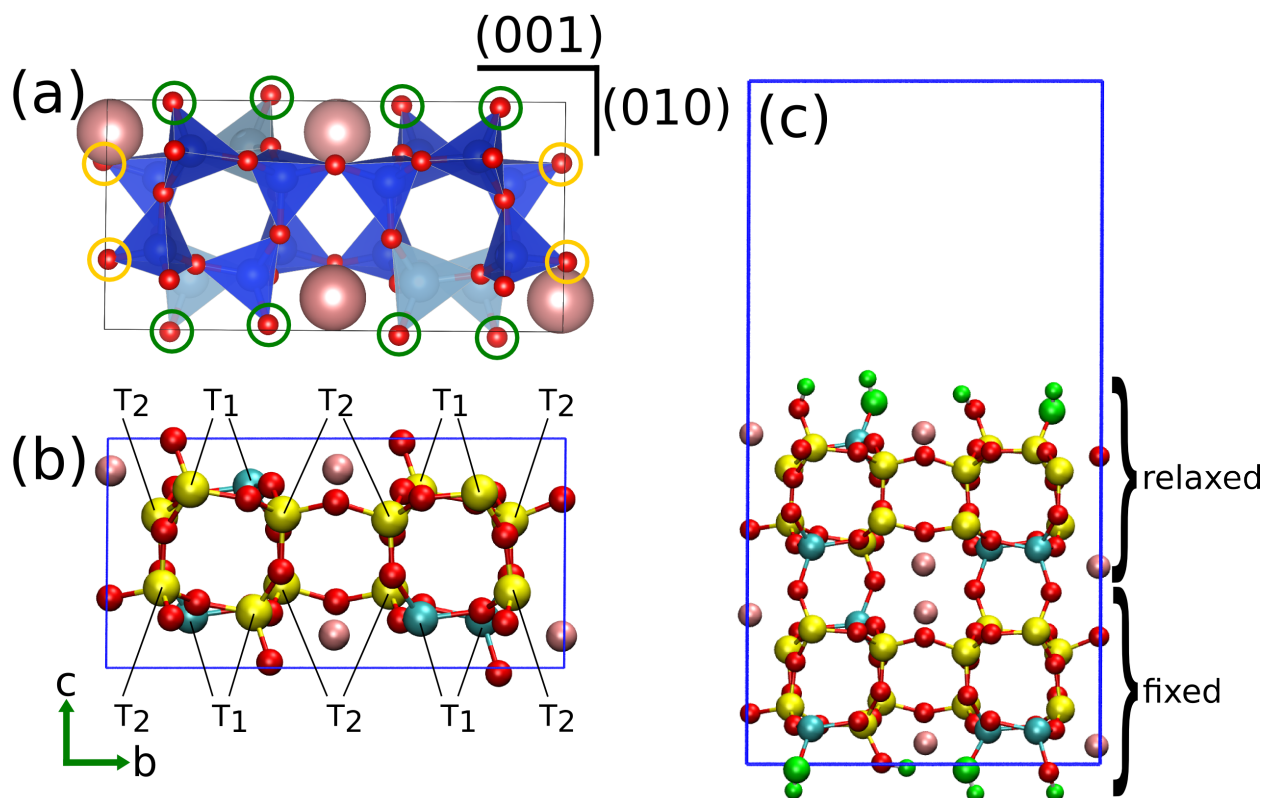 (001)
(a)
(010)
(c)
T2 T1 T2 T1 T2
(b)
relaxed
fixed
T2 T1 T2 T1 T2
c
b